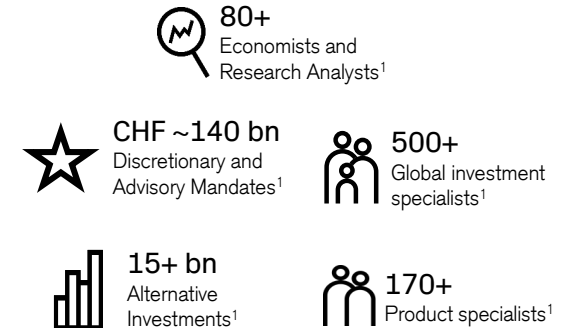 80+
Economists and
Research Analysts¹
CHF ~140 bn
Discretionary and
Advisory Mandates¹
500+
Global investment
specialists¹
15+ bn
Alternative
Investments¹
170+
Product specialists¹